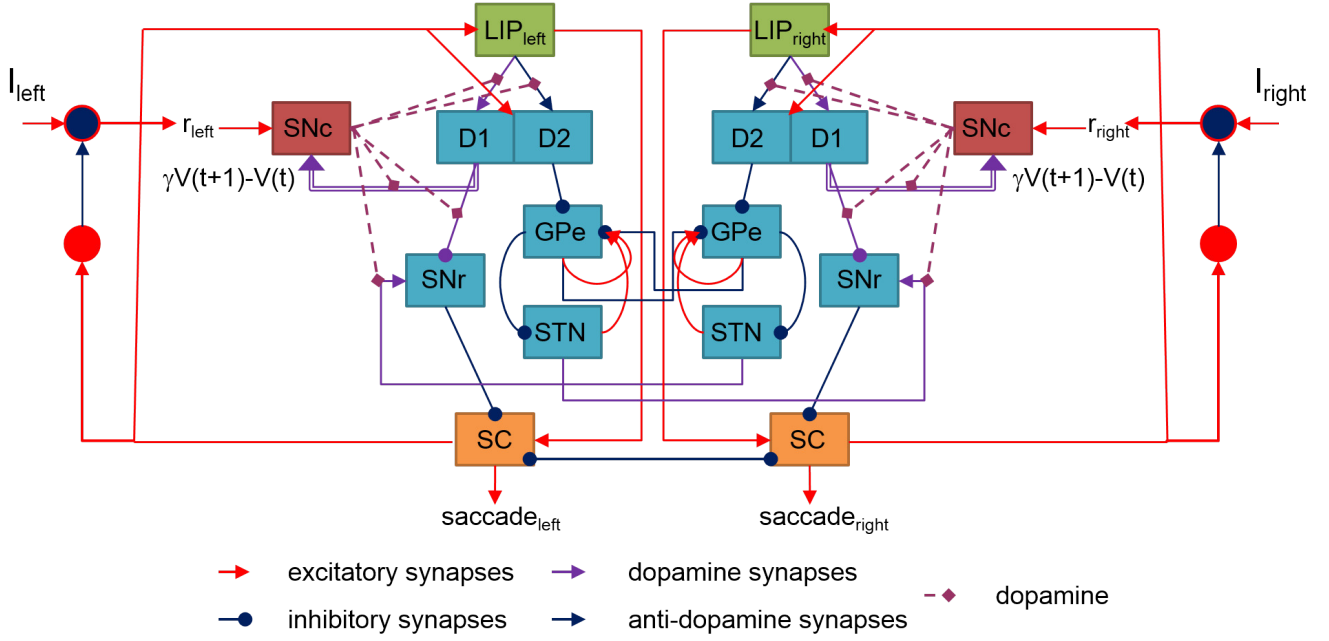 LIPleft
LIPright
Ileft
Iright
rleft
SNc
D1
D2
D2
D1
SNc
rright
γV(t+1)-V(t)
γV(t+1)-V(t)
GPe
GPe
SNr
SNr
STN
STN
SC
SC
saccadeleft
saccaderight
excitatory synapses
dopamine synapses
dopamine
inhibitory synapses
anti-dopamine synapses